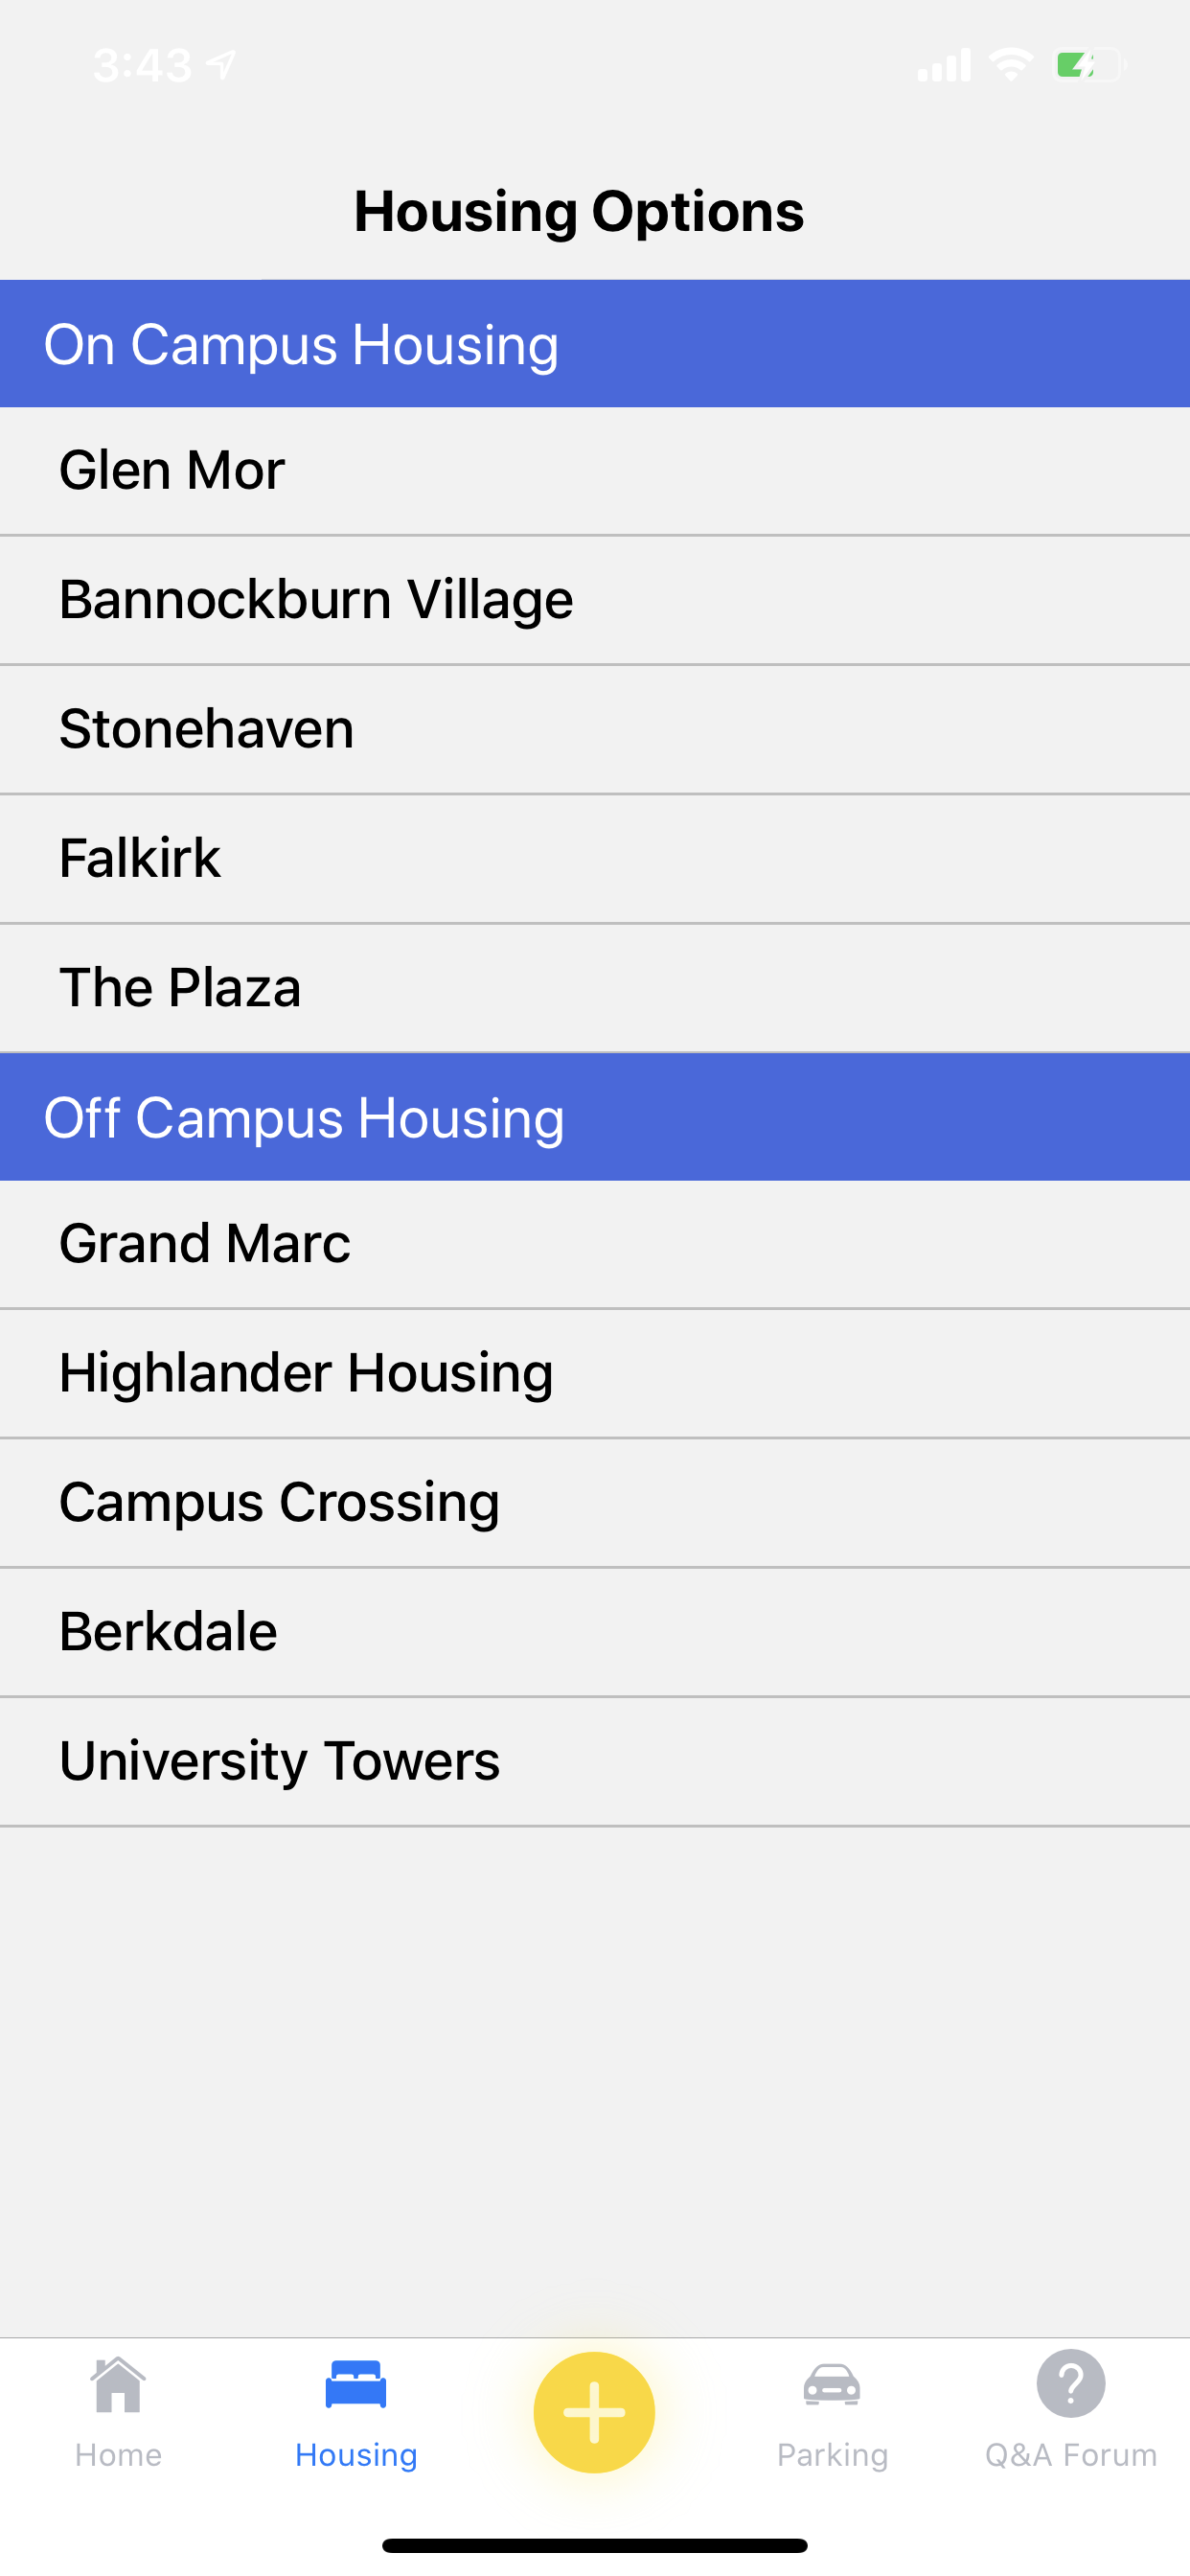 3:43
Housing Options
On Campus Housing
Glen Mor
Bannockburn Village
Stonehaven
Falkirk
The Plaza
Off Campus Housing
Grand Marc
Highlander Housing
Campus Crossing
Berkdale
University Towers
Home
Housing
Parking
Q&A Forum